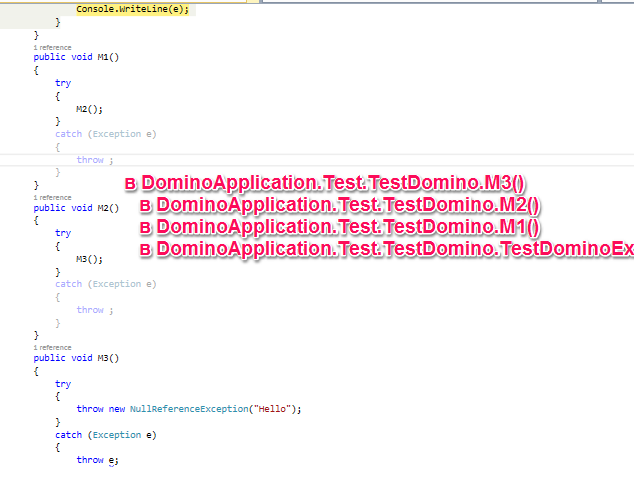 Console.WriteLine(e);
}
}
1 reference
public void M1()
{
try
{
M2();
}
catch (Exception e)
{
throw ;
}
}
в DominoApplication.Test.TestDomino.M3()
1 reference
public void M2()
в DominoApplication.Test.TestDomino.M2()
{
в DominoApplication.Test.TestDomino.M1()
try
{
в DominoApplication.Test.TestDomino.TestDominoEx
M3();
}
catch (Exception e)
{
throw ;
}
}
1 reference
public void M3()
{
try
{
throw new NullReferenceException("Hello");
}
catch (Exception e)
{
throw e;